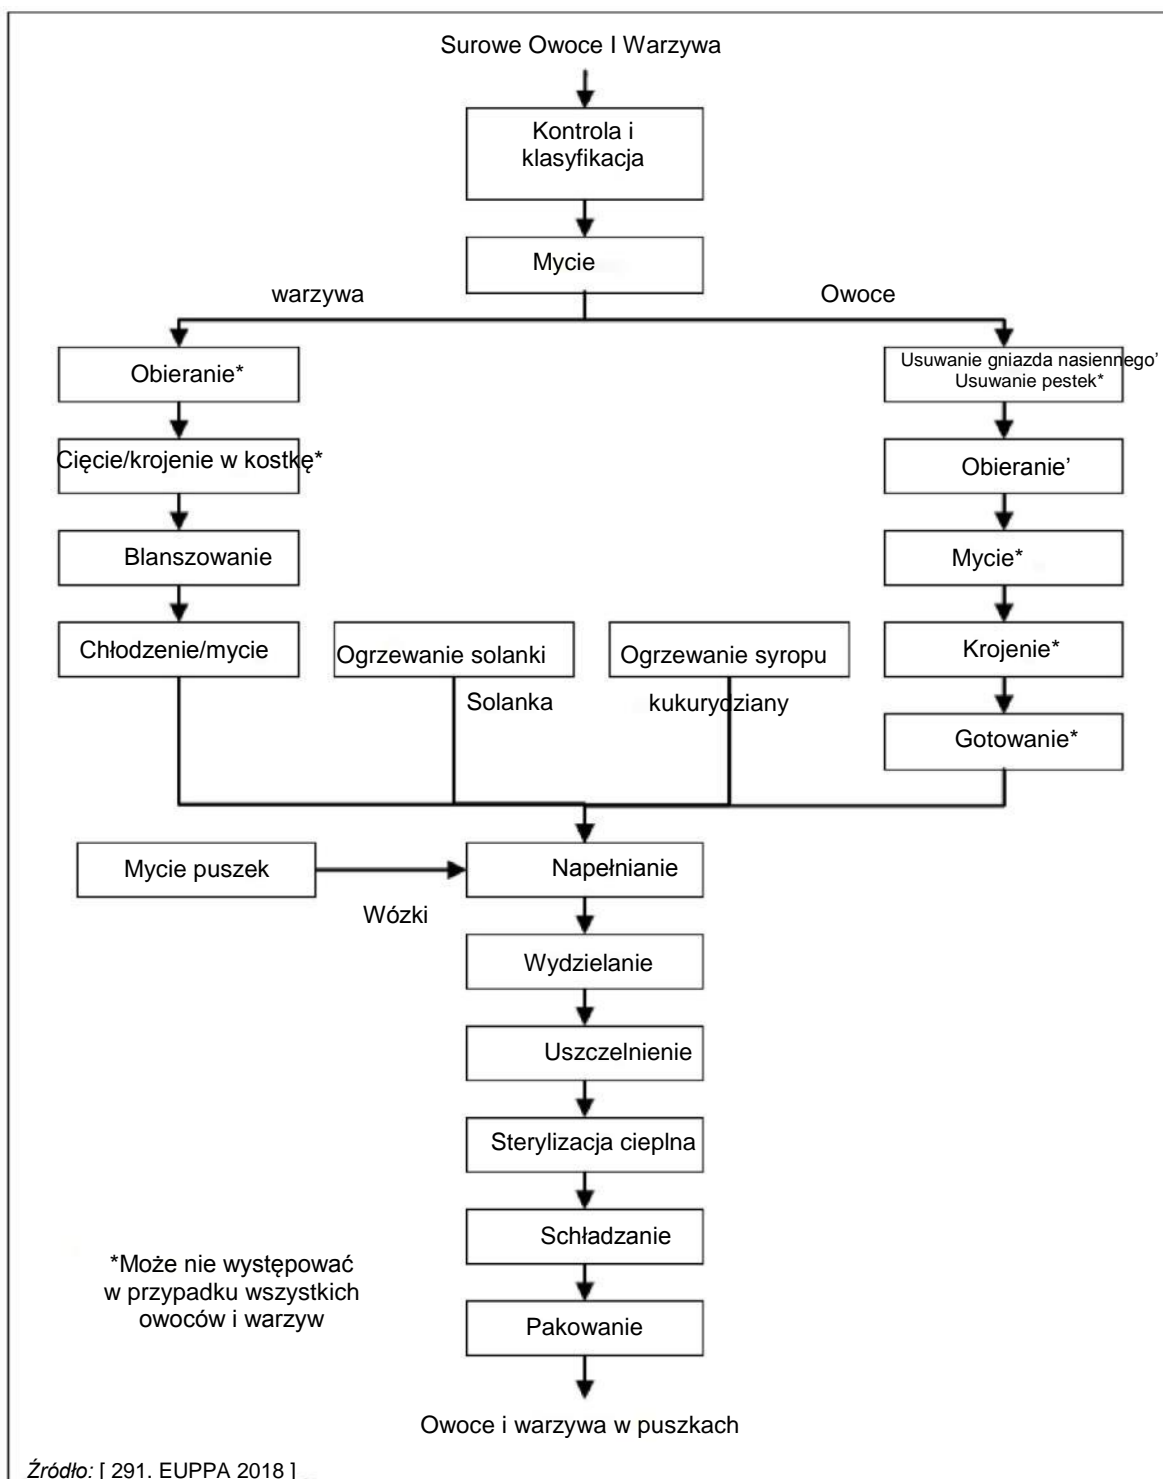 Surowe Owoce I Warzywa
Kontrola i
klasyfikacja
Mycie
warzywa
Owoce
Obieranie*
Usuwanie gniazda nasiennego’
Usuwanie pestek*
Cięcie/krojenie w kostkę*
Obieranie’
Blanszowanie
Mycie*
Chłodzenie/mycie
Ogrzewanie solanki
Ogrzewanie syropu
Krojenie*
Solanka
kukurydziany
Gotowanie*
Mycie puszek
Napełnianie
Wózki
Wydzielanie
Uszczelnienie
Sterylizacja cieplna
Schładzanie
*Może nie występować
w przypadku wszystkich
owoców i warzyw
Pakowanie
Owoce i warzywa w puszkach
Źródło: [ 291. EUPPA 2018 ]